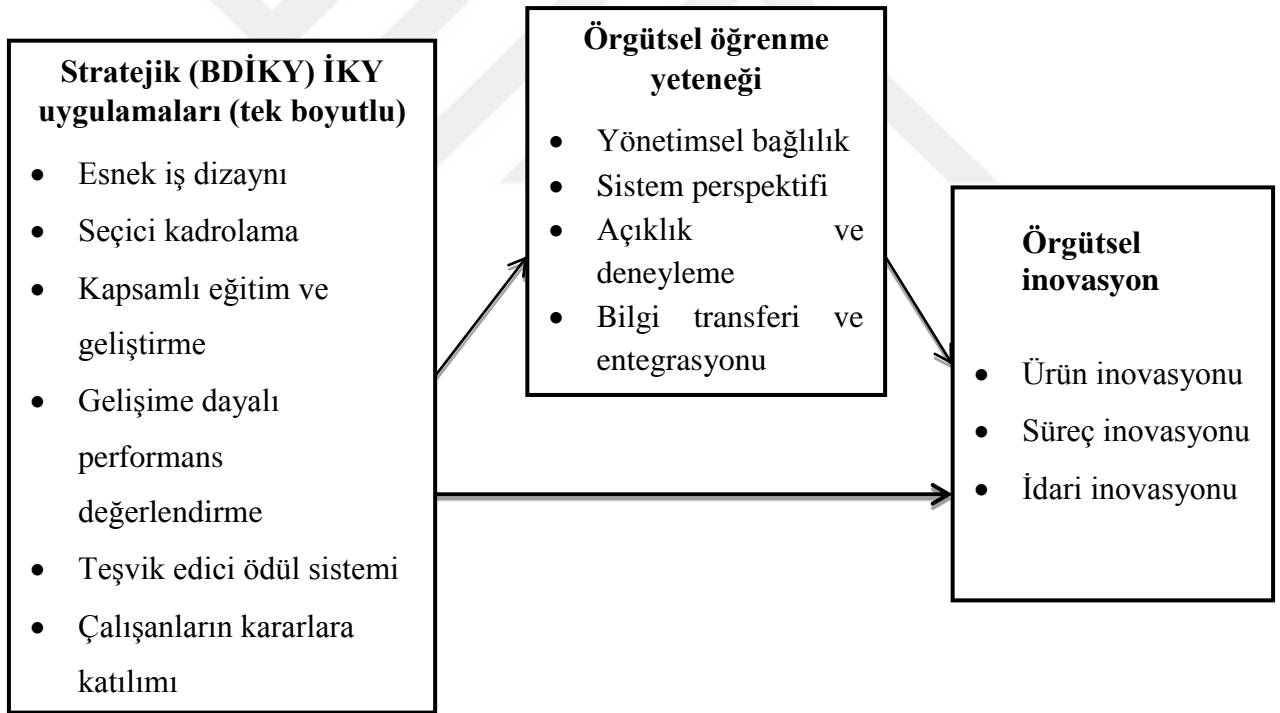 Stratejik (BDİKY) İKY
uygulamaları (tek boyutlu)
• Esnek iş dizaynı
• Seçici kadrolama
• Kapsamlı eğitim ve
geliştirme
• Gelişime dayalı
performans
değerlendirme
• Teşvik edici ödül sistemi
• Çalışanların kararlara
katılımı
Örgütsel öğrenme
yeteneği
• Yönetimsel bağlılık
• Sistem perspektifi
• Açıklık ve
deneyleme
• Bilgi transferi ve
entegrasyonu
Örgütsel
inovasyon
• Ürün inovasyonu
• Süreç inovasyonu
• İdari inovasyonu